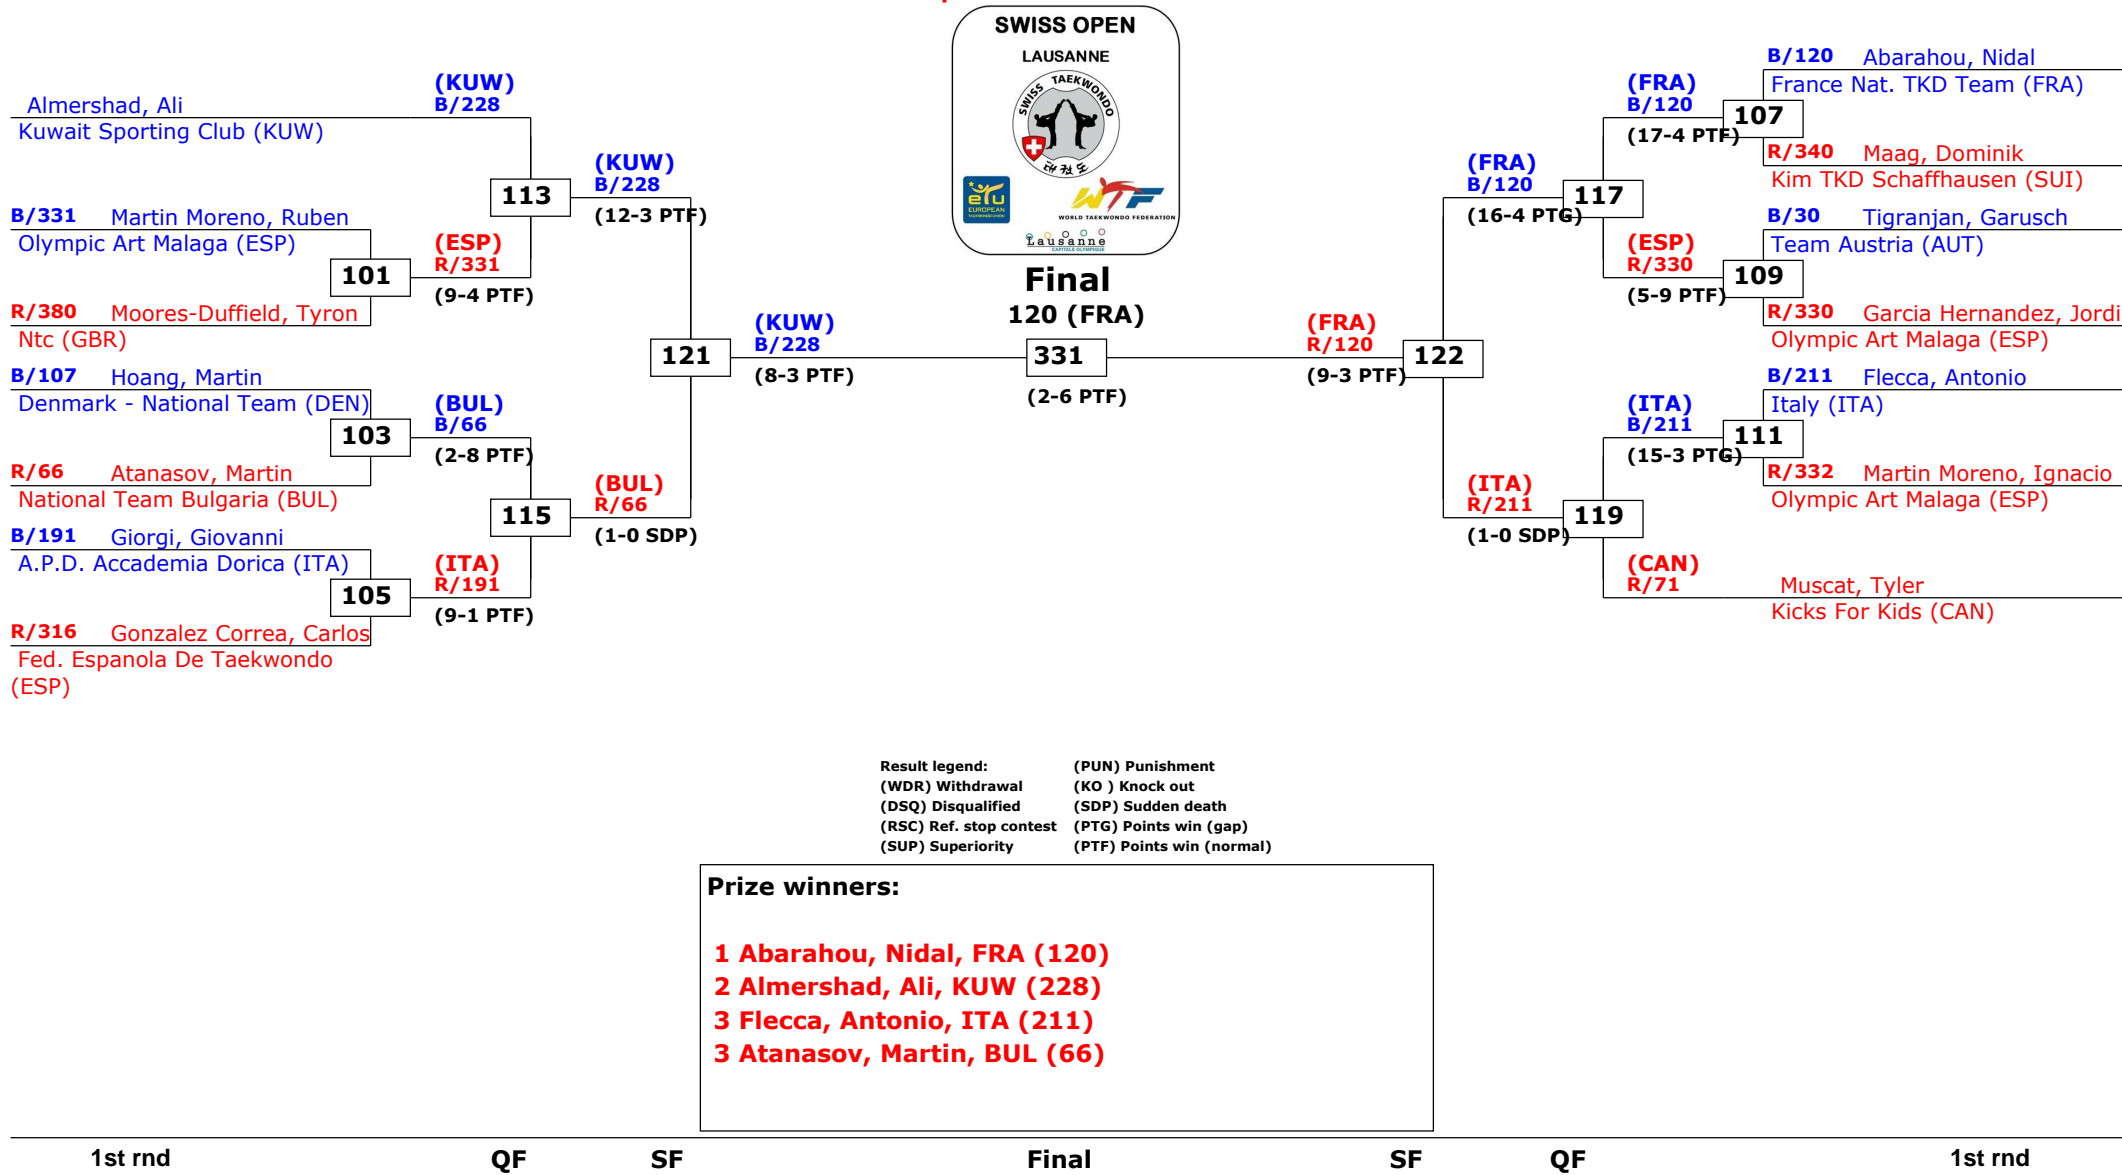 SWISS OPEN
LAUSANNE
SWISS TAEKWONDO
태권도
etu
EUROPEAN
TAEKWONDO UNION
WTF
WORLD TAEKWONDO FEDERATION
Lausanne
CAPITALE OLYMPIQUE
Final
120 (FRA)
331
(2-6 PTF)
Almershad, Ali
Kuwait Sporting Club (KUW)
B/331 Martin Moreno, Ruben
Olympic Art Malaga (ESP)
101
R/380 Moores-Duffield, Tyron
Ntc (GBR)
B/107 Hoang, Martin
Denmark - National Team (DEN)
103
R/66 Atanasov, Martin
National Team Bulgaria (BUL)
B/191 Giorgi, Giovanni
A.P.D. Accademia Dorica (ITA)
105
R/316 Gonzalez Correa, Carlos
Fed. Espanola De Taekwondo
(ESP)
(KUW)
B/228
113
(ESP)
R/331
(9-4 PTF)
(BUL)
B/66
(2-8 PTF)
115
(ITA)
R/191
(9-1 PTF)
(KUW)
B/228
(12-3 PTF)
121
(BUL)
R/66
(1-0 SDP)
(KUW)
B/228
(8-3 PTF)
(FRA)
R/120
(9-3 PTF)
122
(FRA)
B/120
(16-4 PTG)
117
(ITA)
R/211
(1-0 SDP)
119
(FRA)
B/120
(17-4 PTF)
107
(ESP)
R/330
(5-9 PTF)
109
(ITA)
B/211
(15-3 PTG)
111
(CAN)
R/71
B/120 Abarahou, Nidal
France Nat. TKD Team (FRA)
R/340 Maag, Dominik
Kim TKD Schaffhausen (SUI)
B/30 Tigranjan, Garusch
Team Austria (AUT)
R/330 Garcia Hernandez, Jordi
Olympic Art Malaga (ESP)
B/211 Flecca, Antonio
Italy (ITA)
R/332 Martin Moreno, Ignacio
Olympic Art Malaga (ESP)
Muscat, Tyler
Kicks For Kids (CAN)
Result legend: (PUN) Punishment
(WDR) Withdrawal (KO ) Knock out
(DSQ) Disqualified (SDP) Sudden death
(RSC) Ref. stop contest (PTG) Points win (gap)
(SUP) Superiority (PTF) Points win (normal)
Prize winners:
1 Abarahou, Nidal, FRA (120)
2 Almershad, Ali, KUW (228)
3 Flecca, Antonio, ITA (211)
3 Atanasov, Martin, BUL (66)
1st rnd QF SF Final SF QF 1st rnd